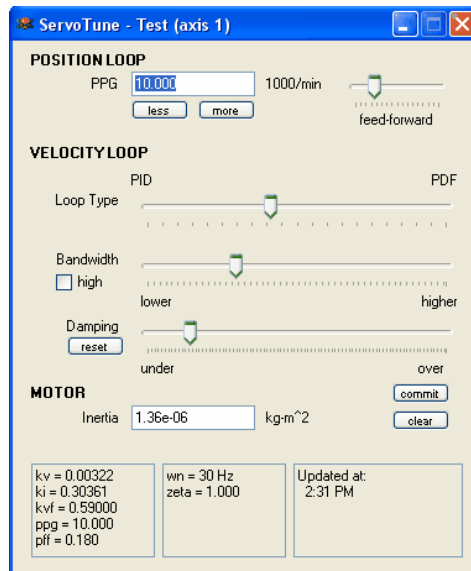 ServoTune - Test (axis 1)
POSITION LOOP
PPG 10.000 1000/min
less more
feed-forward
VELOCITY LOOP
PID PDF
Loop Type
Bandwidth
high
lower higher
Damping
reset
under over
MOTOR commit
Inertia 1.36e-06 kg-m^2 clear
kv = 0.00322 wn = 30 Hz Updated at:
ki = 0.30361 zeta = 1.000 2:31 PM
kvf = 0.59000
ppg = 10.000
pff = 0.180